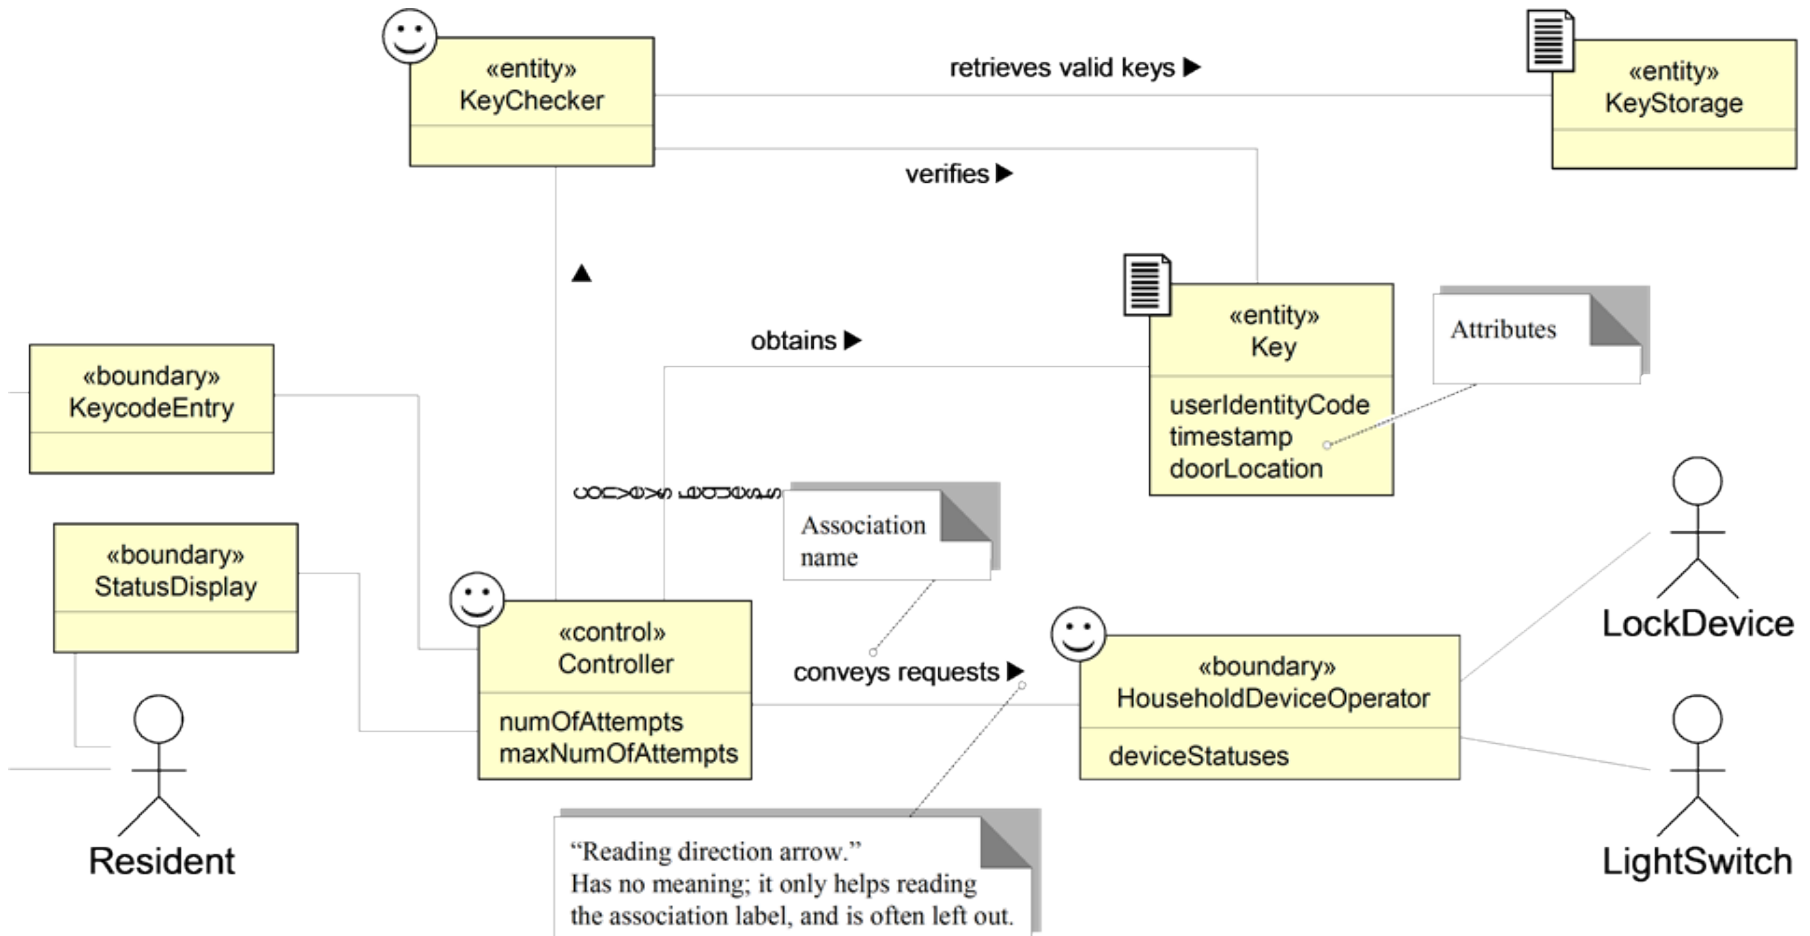 «entity»
KeyChecker
retrieves valid keys
«entity»
KeyStorage
verifies
«entity»
Key
userIdentityCode
timestamp
doorLocation
Attributes
obtains
«boundary»
KeycodeEntry
conveys requests
Association
name
«boundary»
StatusDisplay
«control»
Controller
numOfAttempts
maxNumOfAttempts
conveys requests
«boundary»
HouseholdDeviceOperator
deviceStatuses
LockDevice
LightSwitch
Resident
“Reading direction arrow.”
Has no meaning; it only helps reading
the association label, and is often left out.